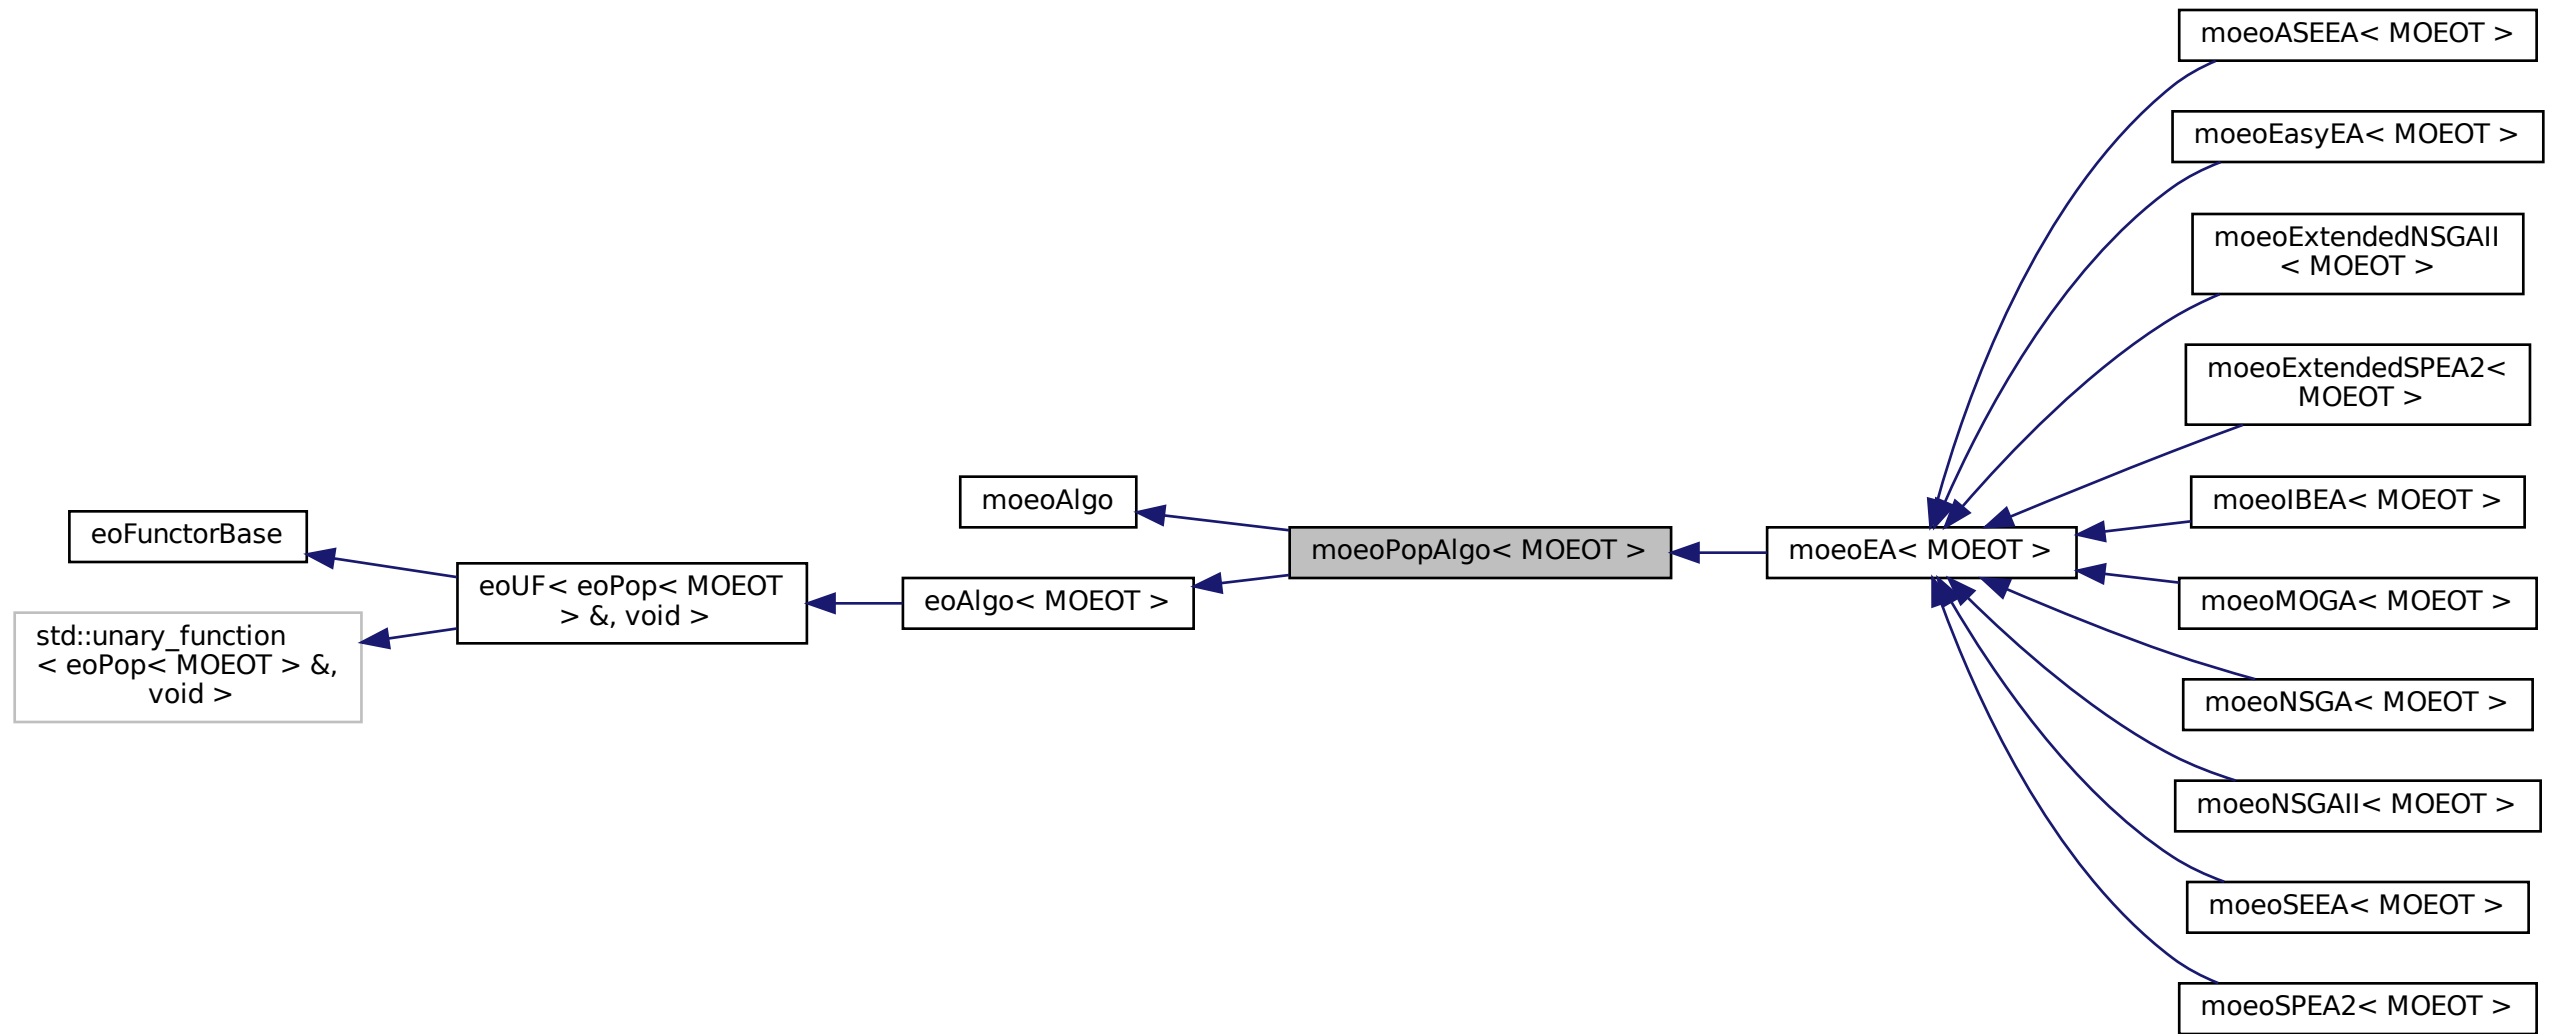 eoFunctorBase
std::unary_function
< eoPop< MOEOT > &,
void >
eoUF< eoPop< MOEOT
> &, void >
moeoAlgo
eoAlgo< MOEOT >
moeoPopAlgo< MOEOT >
moeoEA< MOEOT >
moeoASEEA< MOEOT >
moeoEasyEA< MOEOT >
moeoExtendedNSGAII
< MOEOT >
moeoExtendedSPEA2<
MOEOT >
moeoIBEA< MOEOT >
moeoMOGA< MOEOT >
moeoNSGA< MOEOT >
moeoNSGAII< MOEOT >
moeoSEEA< MOEOT >
moeoSPEA2< MOEOT >